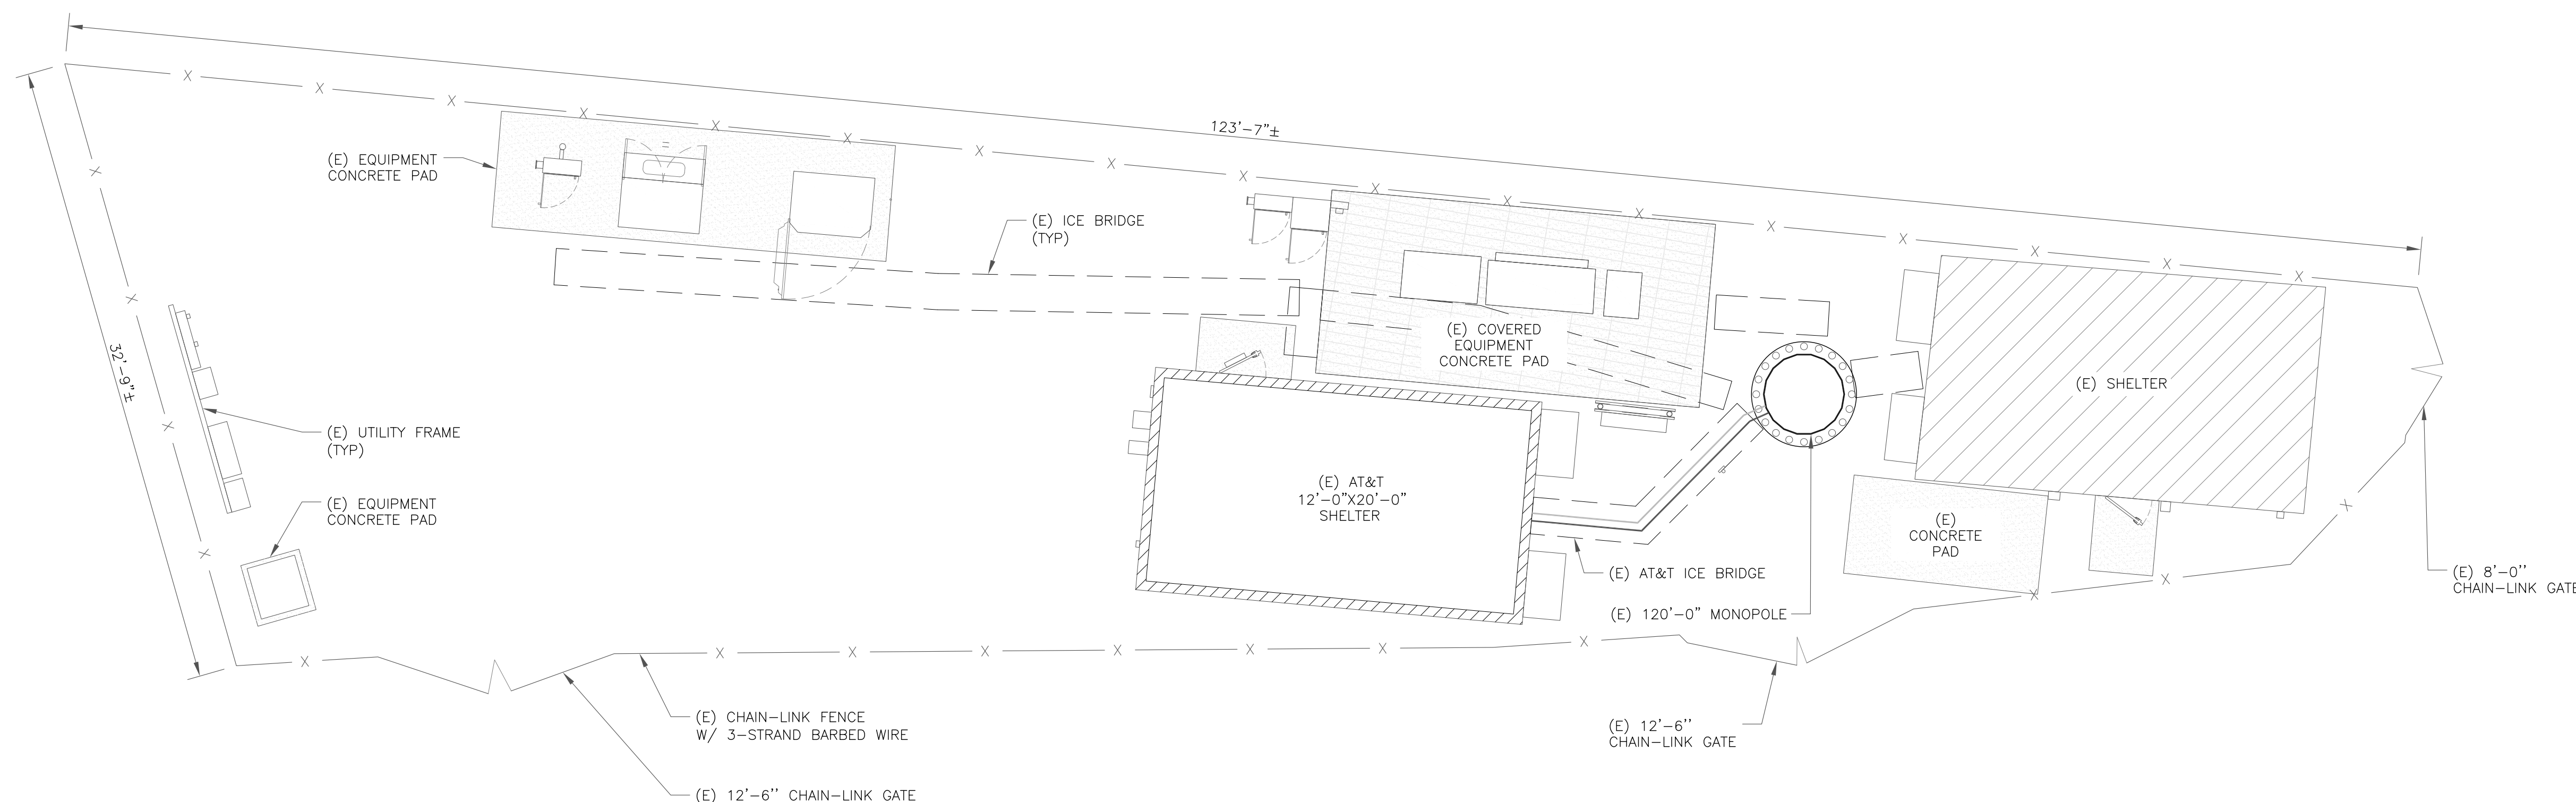 123'-7"±
(E) EQUIPMENT
CONCRETE PAD
(E) ICE BRIDGE
(TYP)
(E) COVERED
EQUIPMENT
CONCRETE PAD
(E) SHELTER
32'-9"±
(E) UTILITY FRAME
(TYP)
(E) EQUIPMENT
CONCRETE PAD
(E) AT&T
12'-0"X20'-0"
SHELTER
(E)
CONCRETE
PAD
(E) AT&T ICE BRIDGE
(E) 8'-0''
CHAIN-LINK GATE
(E) 120'-0" MONOPOLE
(E) CHAIN-LINK FENCE
W/ 3-STRAND BARBED WIRE
(E) 12'-6''
CHAIN-LINK GATE
(E) 12'-6'' CHAIN-LINK GATE